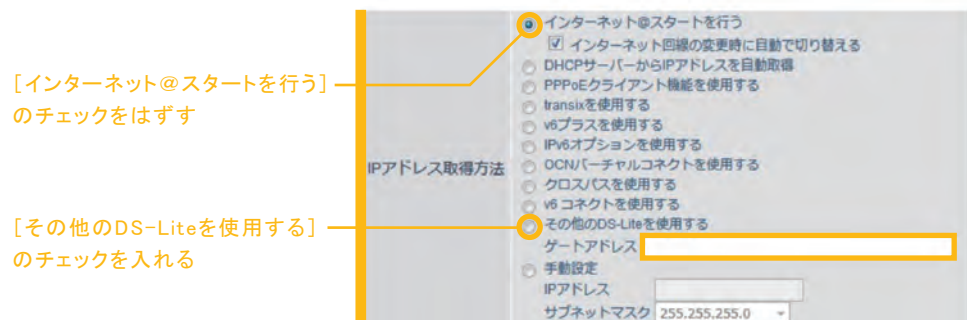 インターネット@スタートを行う
インターネット回線の変更時に自動で切り替える
[インターネット@スタートを行う]
のチェックをはずす
DHCPサーバーからIPアドレスを自動取得
PPPoEクライアント機能を使用する
transixを使用する
v6プラスを使用する
IPv6オプションを使用する
IPアドレス取得方法
OCNバーチャルコネクトを使用する
クロスパスを使用する
v6 コネクトを使用する
[その他のDS-Liteを使用する]
のチェックを入れる
その他のDS-Liteを使用する
ゲートアドレス
手動設定
IPアドレス
サブネットマスク 255.255.255.0